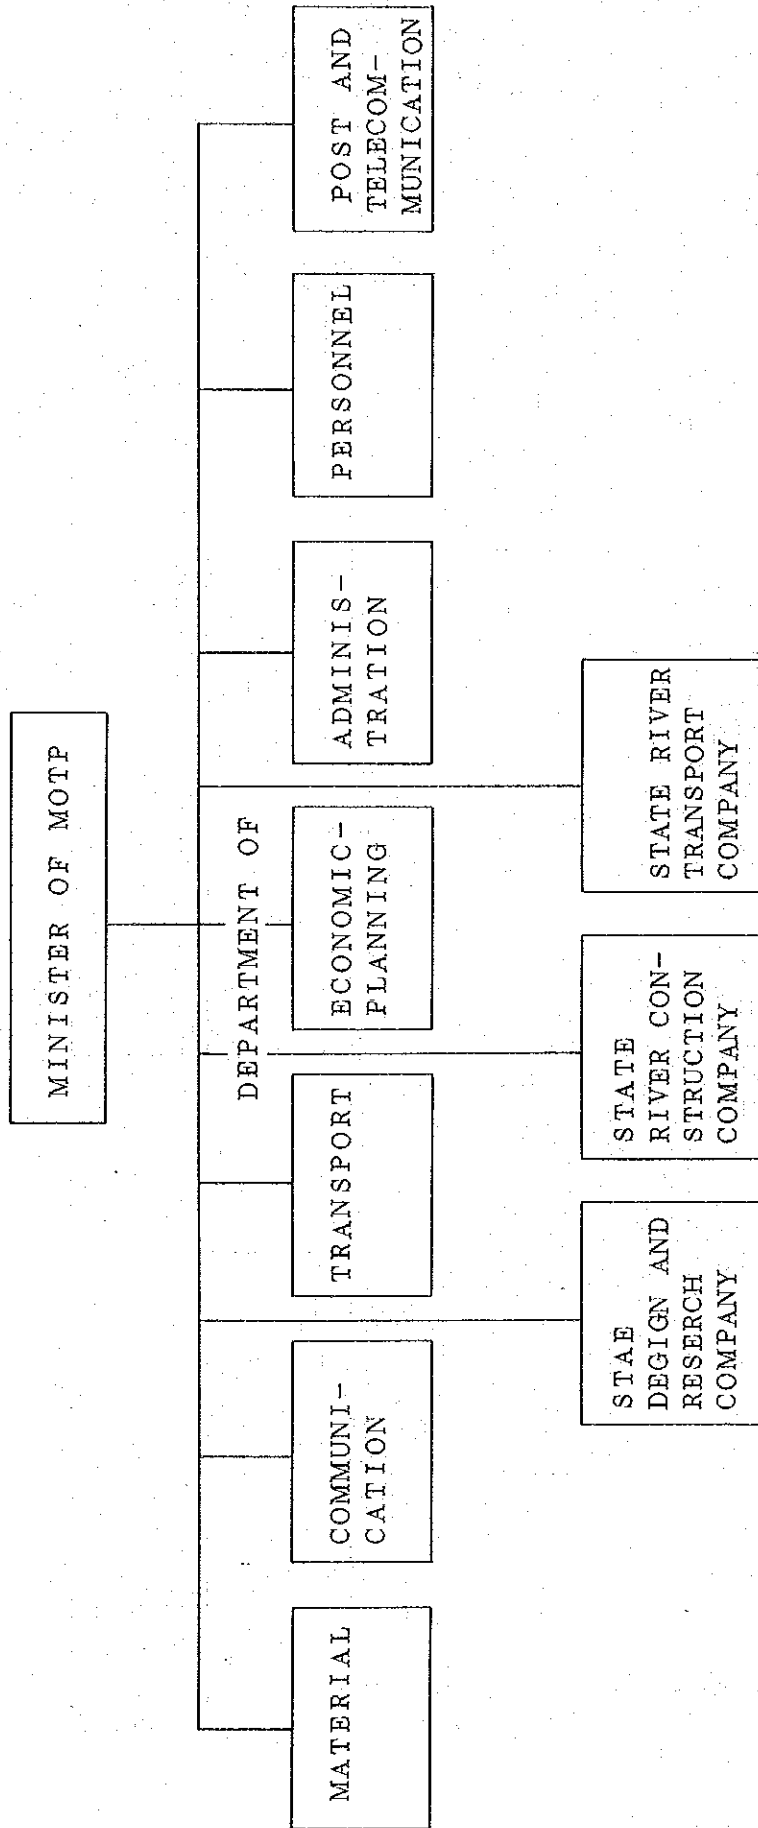 MINISTER OF MOTP
DEPARTMENT OF
MATERIAL
COMMUNI-
CATION
TRANSPORT
ECONOMIC-
PLANNING
ADMINIS-
TRATION
PERSONNEL
POST AND
TELECOM-
MUNICATION
STAE
DEGIGN AND
RESERCH
COMPANY
STATE
RIVER CON-
STRUCTION
COMPANY
STATE RIVER
TRANSPORT
COMPANY